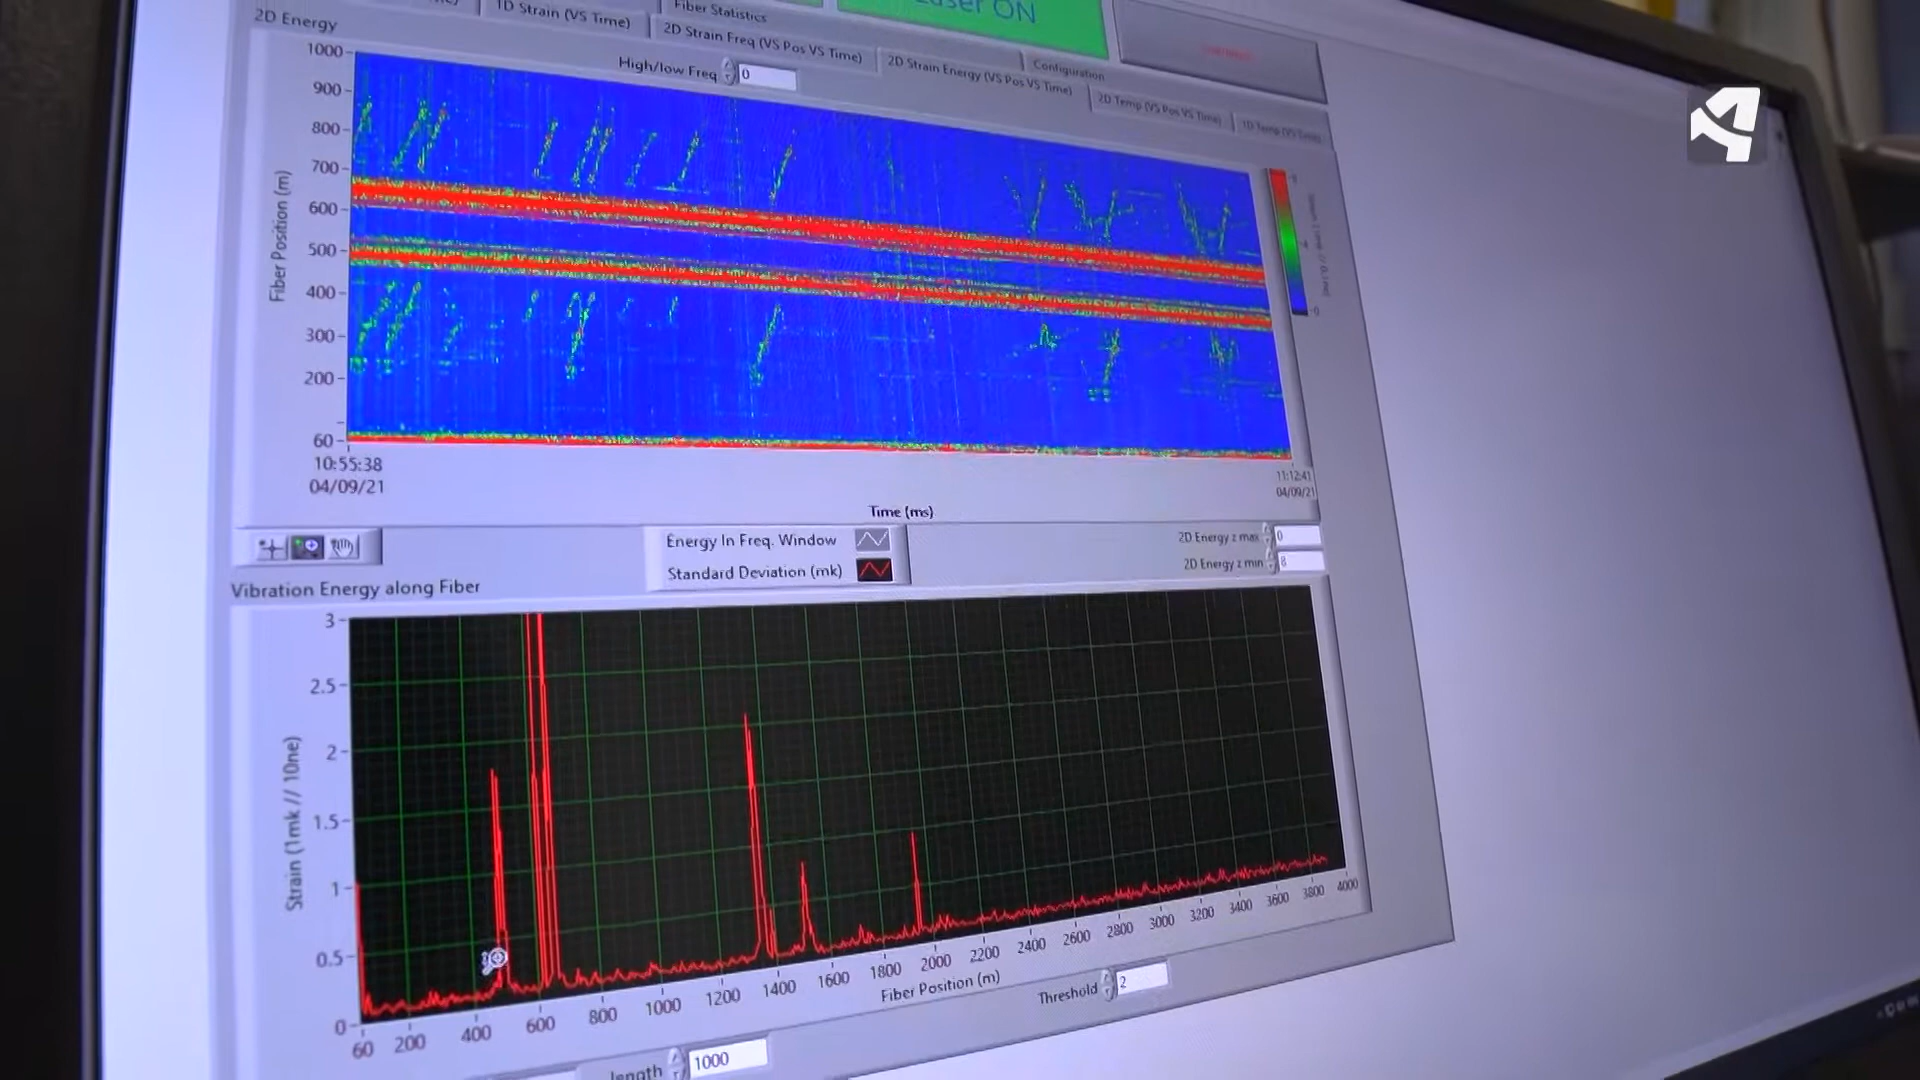 Laser ON
1D Strain (VS Time)
Fiber Statistics
2D Strain Freq (VS Pos VS Time)
2D Strain Energy (VS Pos VS Time)
Configuration
2D Temp (VS Pos VS Time)
1D Temp (VS Time)
2D Energy
High/low Freq
0
1000
900
800
700
600
500
400
300
200
60
Fiber Position (m)
10:55:38
04/09/21
11:12:41
04/09/21
Time (ms)
Energy In Freq. Window
Standard Deviation (mk)
2D Energy z max
0
2D Energy z min
8
Vibration Energy along Fiber
3
2.5
2
1.5
1
0.5
0
Strain (1mk // 10ne)
60 200 400 600 800 1000 1200 1400 1600 1800 2000 2200 2400 2600 2800 3000 3200 3400 3600 3800 4000
Fiber Position (m)
Threshold
2
length
1000